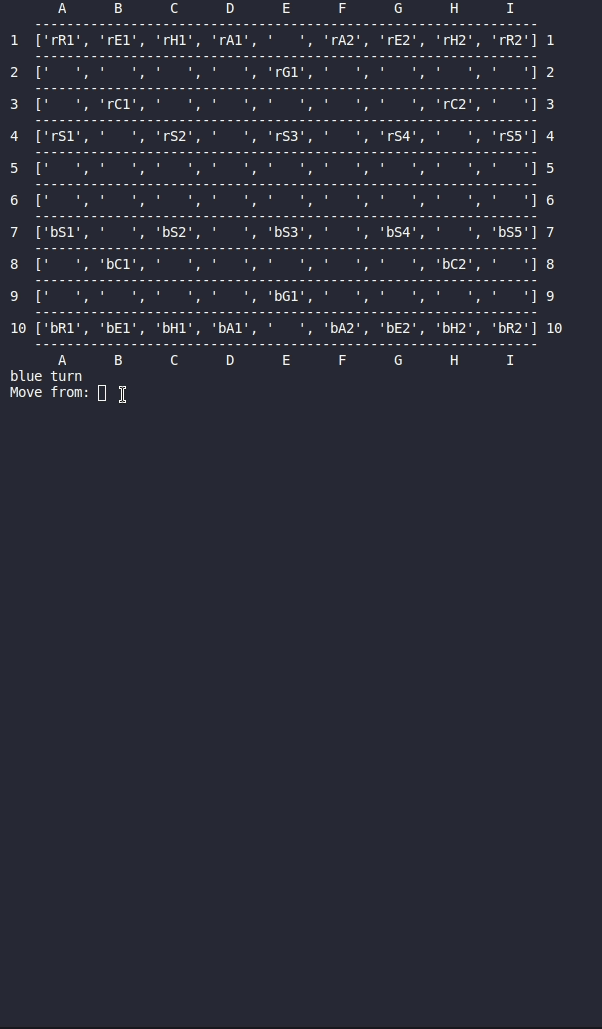 A B C D E F G H I
---------------------------------------------------------------
1 ['rR1', 'rE1', 'rH1', 'rA1', '   ', 'rA2', 'rE2', 'rH2', 'rR2'] 1
---------------------------------------------------------------
2 ['   ', '   ', '   ', '   ', 'rG1', '   ', '   ', '   ', '   '] 2
---------------------------------------------------------------
3 ['   ', 'rC1', '   ', '   ', '   ', '   ', '   ', 'rC2', '   '] 3
---------------------------------------------------------------
4 ['rS1', '   ', 'rS2', '   ', 'rS3', '   ', 'rS4', '   ', 'rS5'] 4
---------------------------------------------------------------
5 ['   ', '   ', '   ', '   ', '   ', '   ', '   ', '   ', '   '] 5
---------------------------------------------------------------
6 ['   ', '   ', '   ', '   ', '   ', '   ', '   ', '   ', '   '] 6
---------------------------------------------------------------
7 ['bS1', '   ', 'bS2', '   ', 'bS3', '   ', 'bS4', '   ', 'bS5'] 7
---------------------------------------------------------------
8 ['   ', 'bC1', '   ', '   ', '   ', '   ', '   ', 'bC2', '   '] 8
---------------------------------------------------------------
9 ['   ', '   ', '   ', '   ', 'bG1', '   ', '   ', '   ', '   '] 9
---------------------------------------------------------------
10 ['bR1', 'bE1', 'bH1', 'bA1', '   ', 'bA2', 'bE2', 'bH2', 'bR2'] 10
---------------------------------------------------------------
A B C D E F G H I
blue turn
Move from: